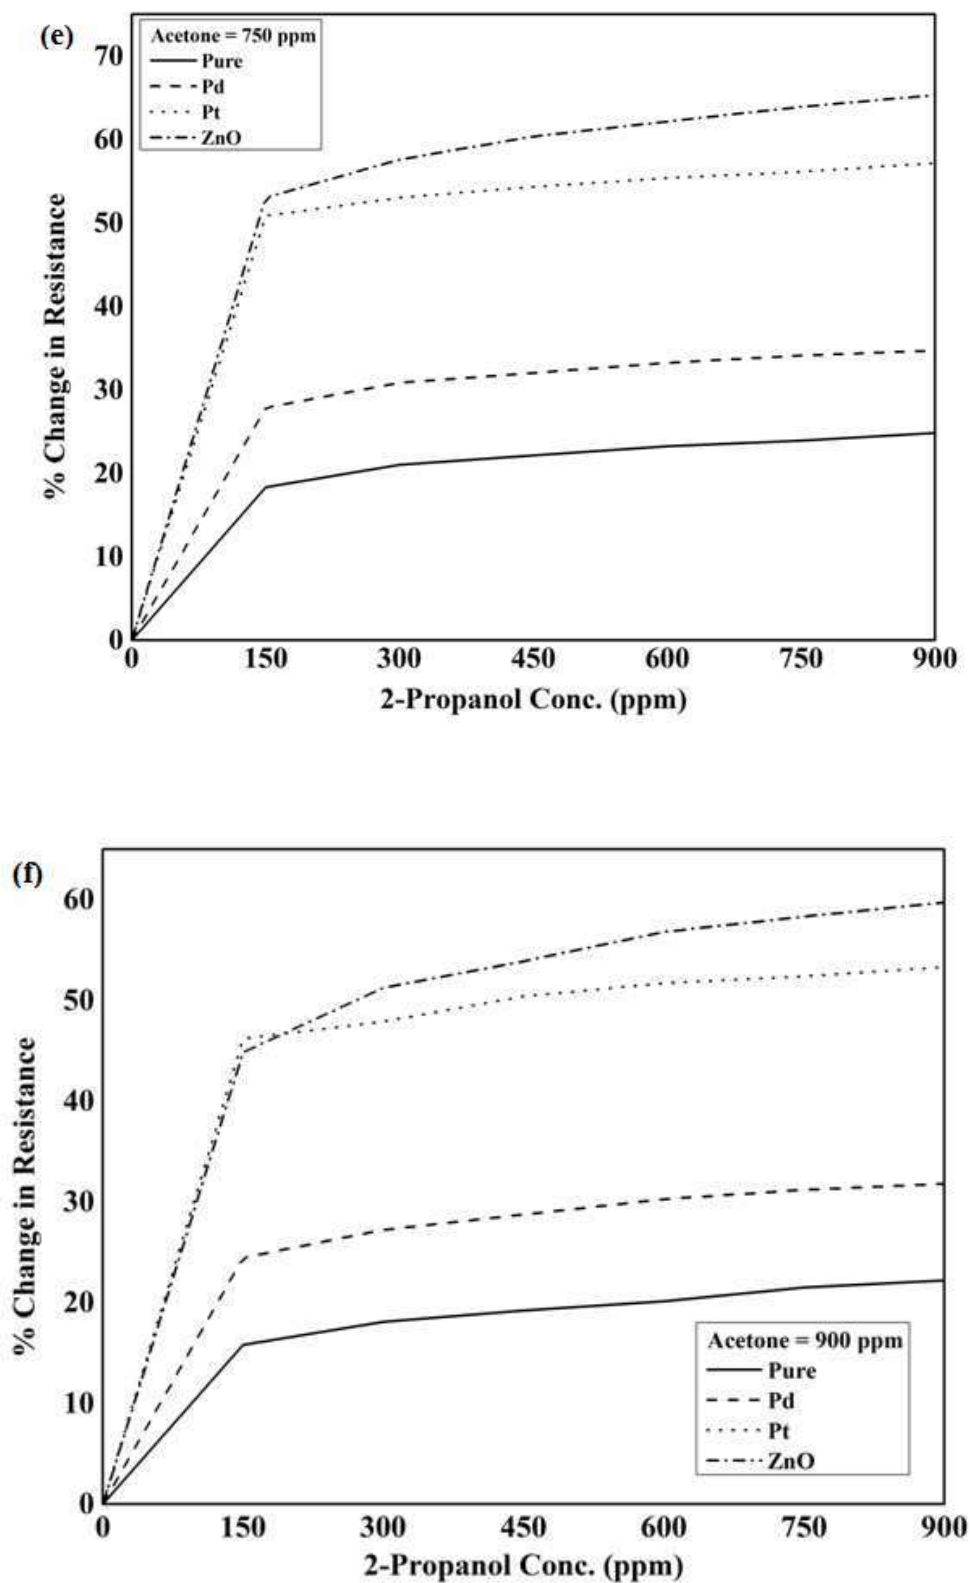 (e)
Acetone = 750 ppm
Pure
Pd
Pt
ZnO
70
60
50
40
30
20
10
0
% Change in Resistance
0 150 300 450 600 750 900
2-Propanol Conc. (ppm)
(f)
60
50
40
30
20
10
0
% Change in Resistance
Acetone = 900 ppm
Pure
Pd
Pt
ZnO
0 150 300 450 600 750 900
2-Propanol Conc. (ppm)